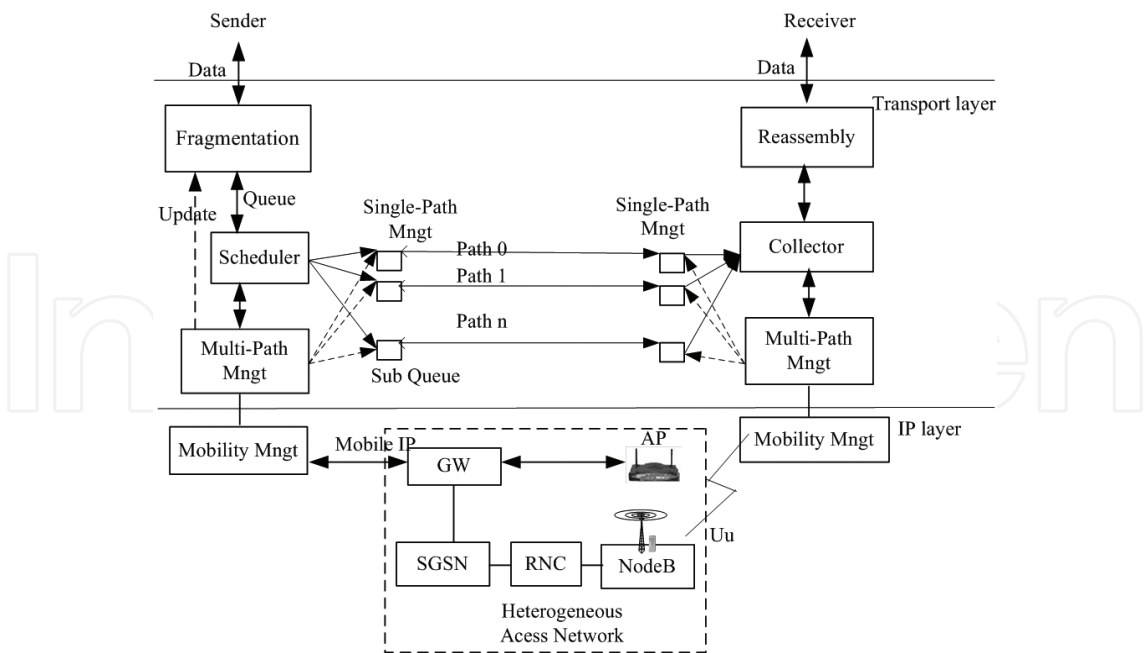 Sender
Receiver
Data
Data
Transport layer
Fragmentation
Reassembly
Queue
Update
Single-Path
Mngt
Single-Path
Mngt
Scheduler
Path 0
Collector
Path 1
Path n
Multi-Path
Mngt
Sub Queue
Multi-Path
Mngt
Mobility Mngt
Mobile IP
GW
AP
Mobility Mngt
IP layer
Uu
SGSN
RNC
NodeB
Heterogeneous
Acess Network